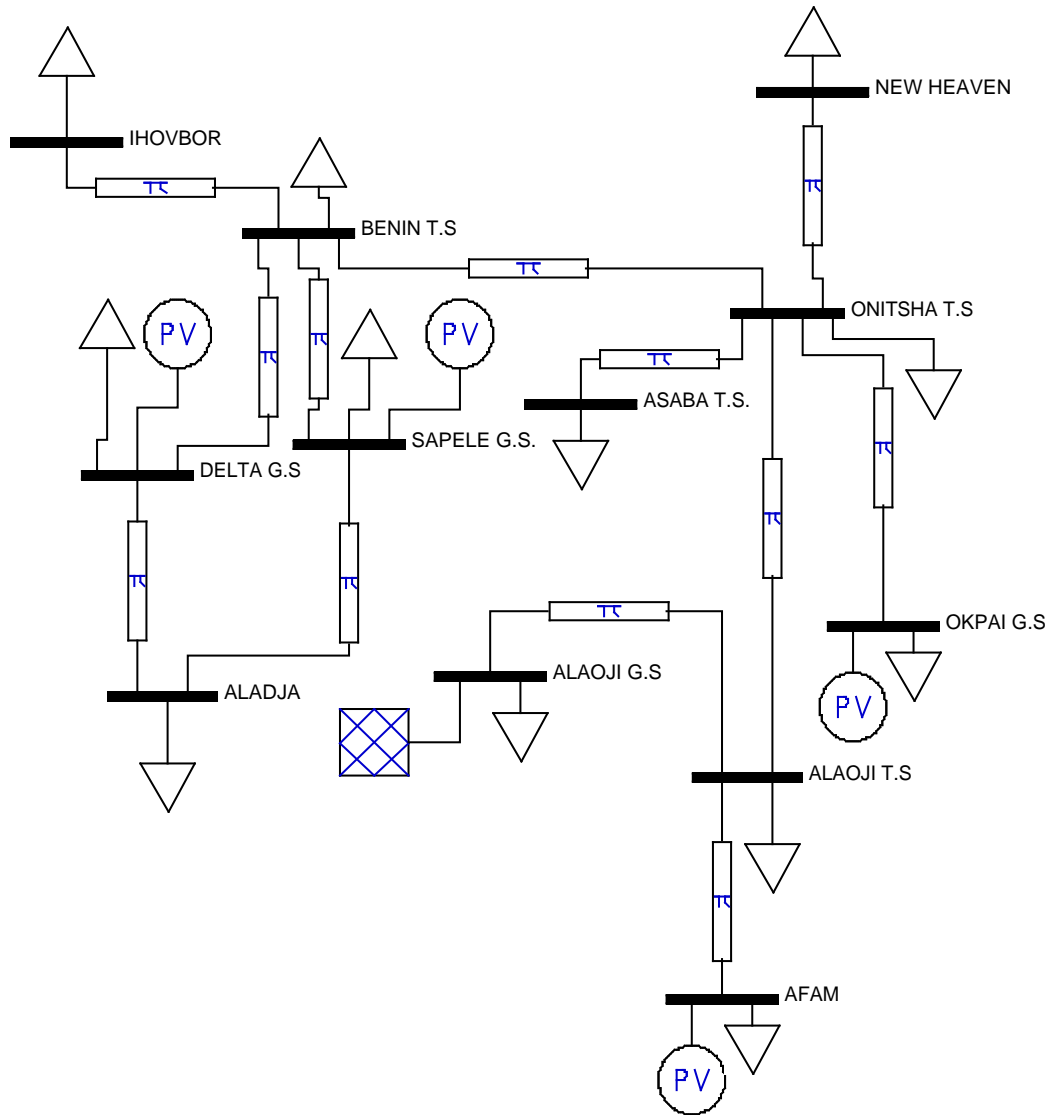 NEW HEAVEN
IHOVBOR
π
π
BENIN T.S
π
ONITSHA T.S
PV
PV
π
π
π
ASABA T.S.
SAPELE G.S.
DELTA G.S
π
π
π
π
π
OKPAI G.S
ALAOJI G.S
ALADJA
PV
ALAOJI T.S
π
AFAM
PV